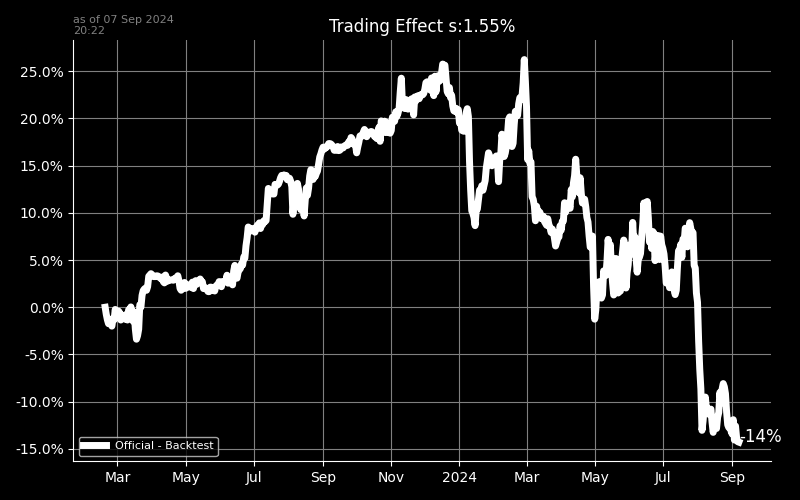 as of 07 Sep 2024
20:22
Trading Effect s:1.55%
25.0%
20.0%
15.0%
10.0%
5.0%
0.0%
-5.0%
-10.0%
-15.0%
Official - Backtest
-14%
Mar May Jul Sep Nov 2024 Mar May Jul Sep